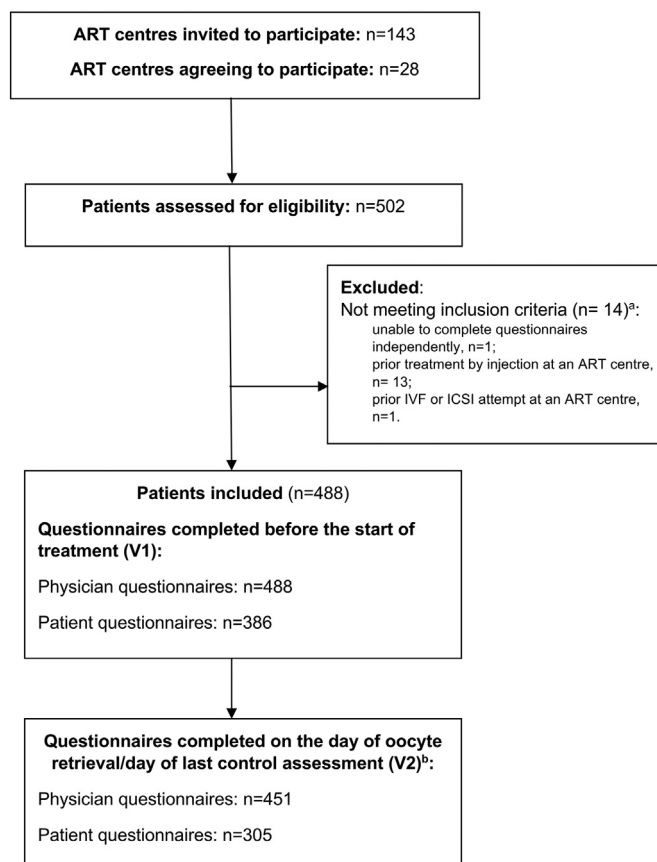 ART centres invited to participate: n=143
ART centres agreeing to participate: n=28
Patients assessed for eligibility: n=502
Excluded:
Not meeting inclusion criteria (n= 14)ᵃ:
unable to complete questionnaires
independently, n=1;
prior treatment by injection at an ART centre,
n= 13;
prior IVF or ICSI attempt at an ART centre,
n=1.
Patients included (n=488)
Questionnaires completed before the start of
treatment (V1):
Physician questionnaires: n=488
Patient questionnaires: n=386
Questionnaires completed on the day of oocyte
retrieval/day of last control assessment (V2)ᵇ:
Physician questionnaires: n=451
Patient questionnaires: n=305